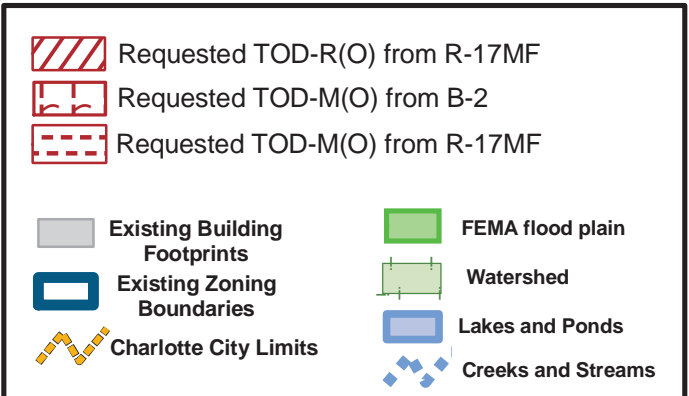 Requested TOD-R(O) from R-17MF
Requested TOD-M(O) from B-2
Requested TOD-M(O) from R-17MF
Existing Building
Footprints
Existing Zoning
Boundaries
Charlotte City Limits
FEMA flood plain
Watershed
Lakes and Ponds
Creeks and Streams